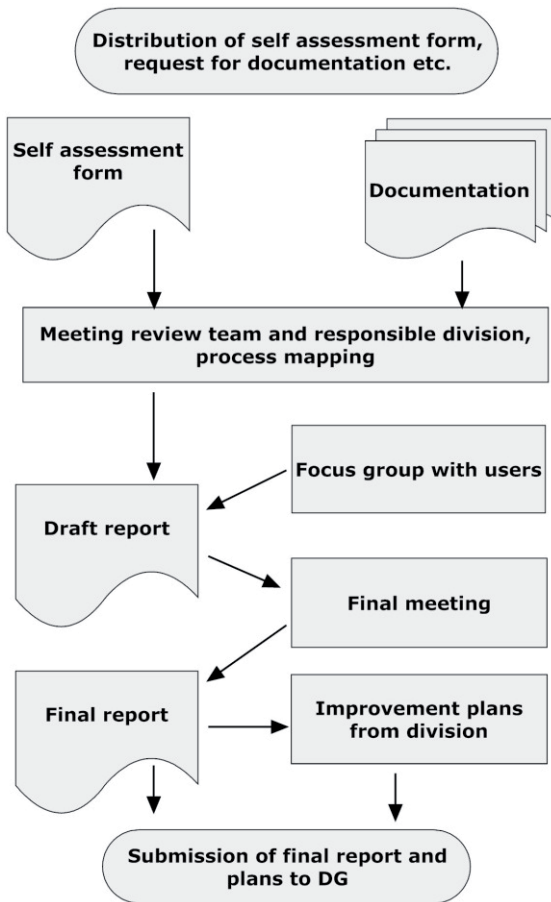 Distribution of self assessment form,
request for documentation etc.
Self assessment
form
Documentation
Meeting review team and responsible division,
process mapping
Focus group with users
Draft report
Final meeting
Final report
Improvement plans
from division
Submission of final report and
plans to DG